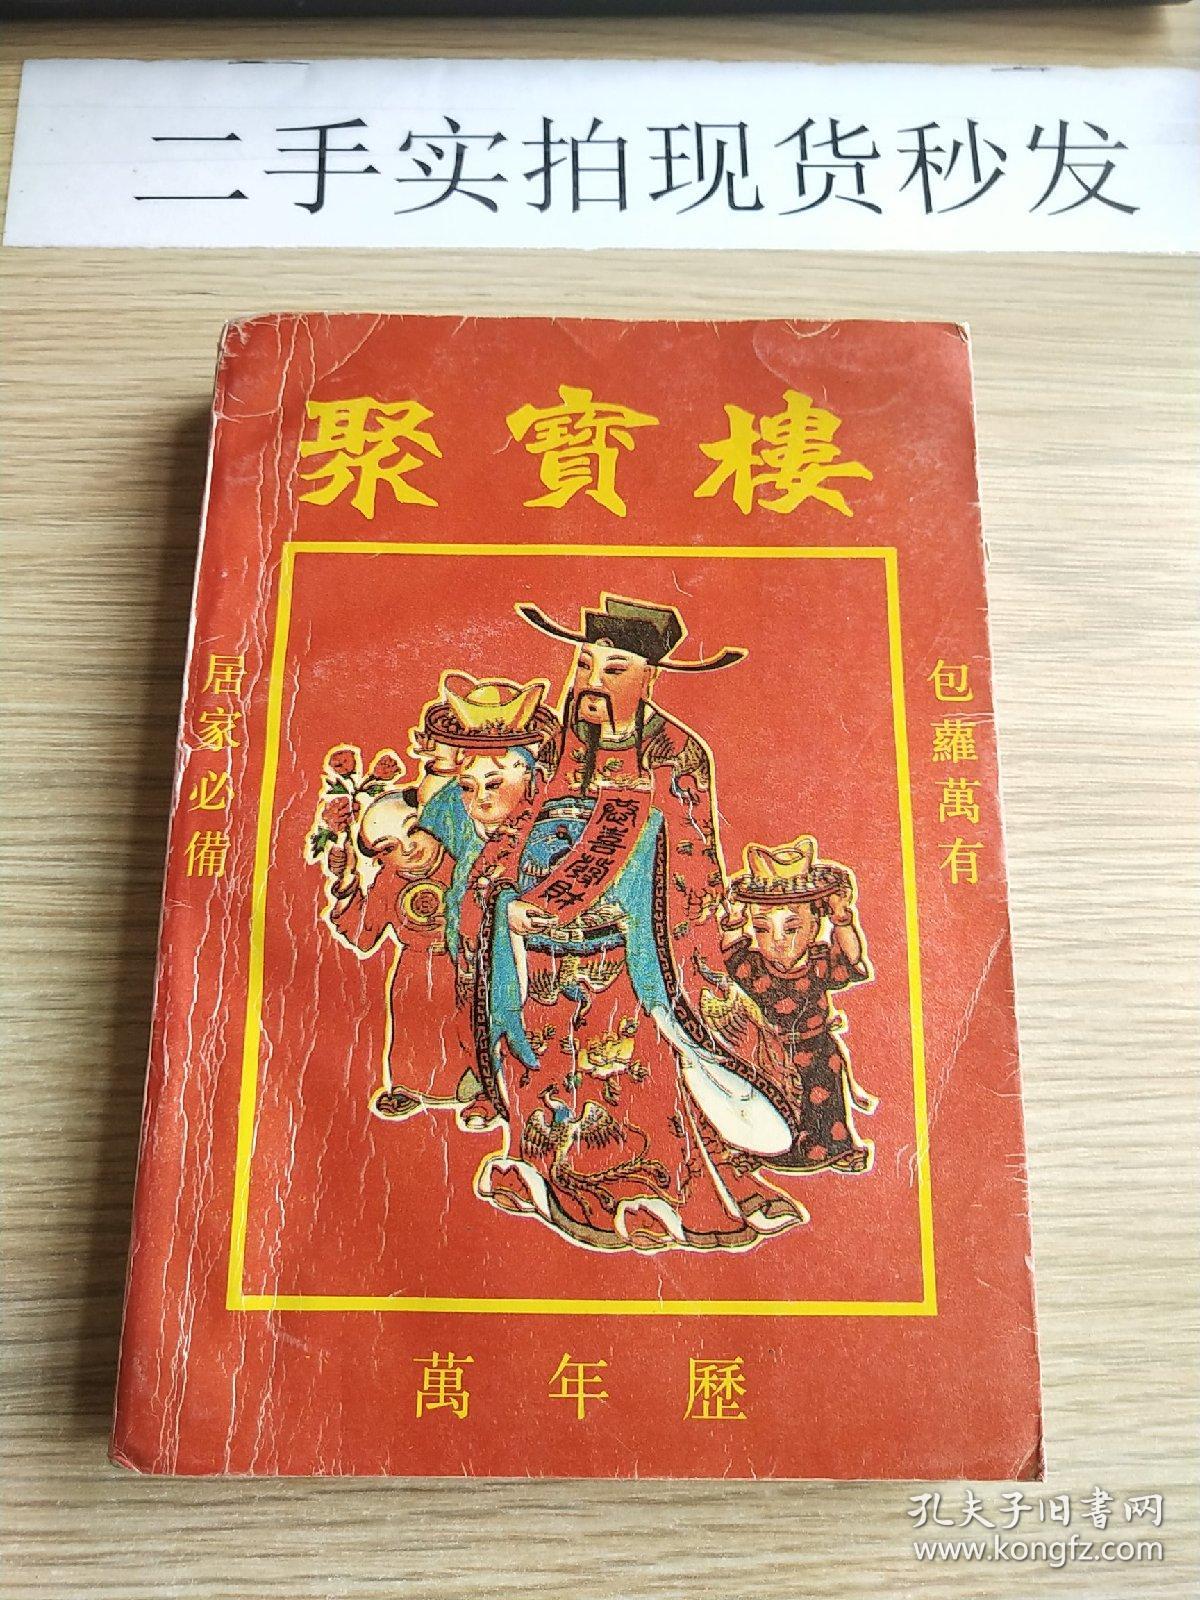 二手实拍现货秒发
聚寳樓
居家必備
包蘿萬有
恭喜發財
萬年歷
孔夫子旧书网
www.kongfz.com